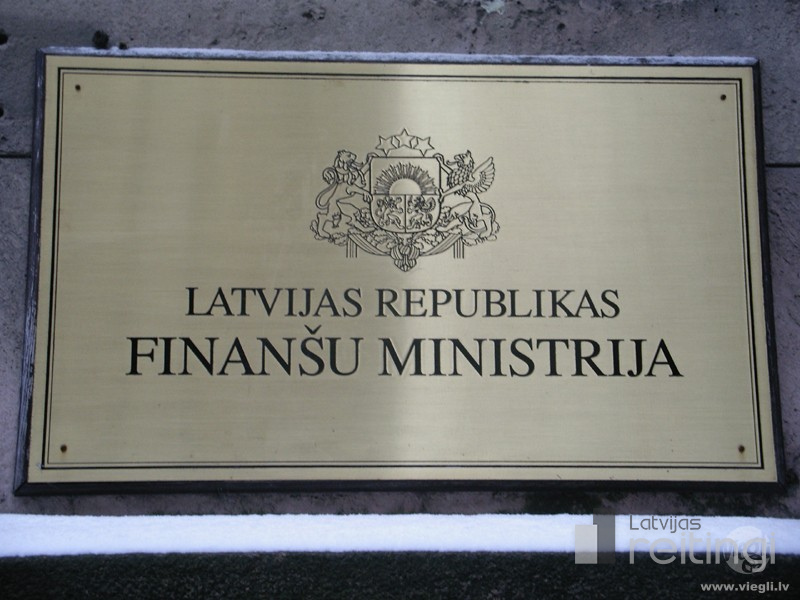 LATVIJAS REPUBLIKAS
FINANŠU MINISTRIJA
Latvijas
reitingi
www.viegli.lv